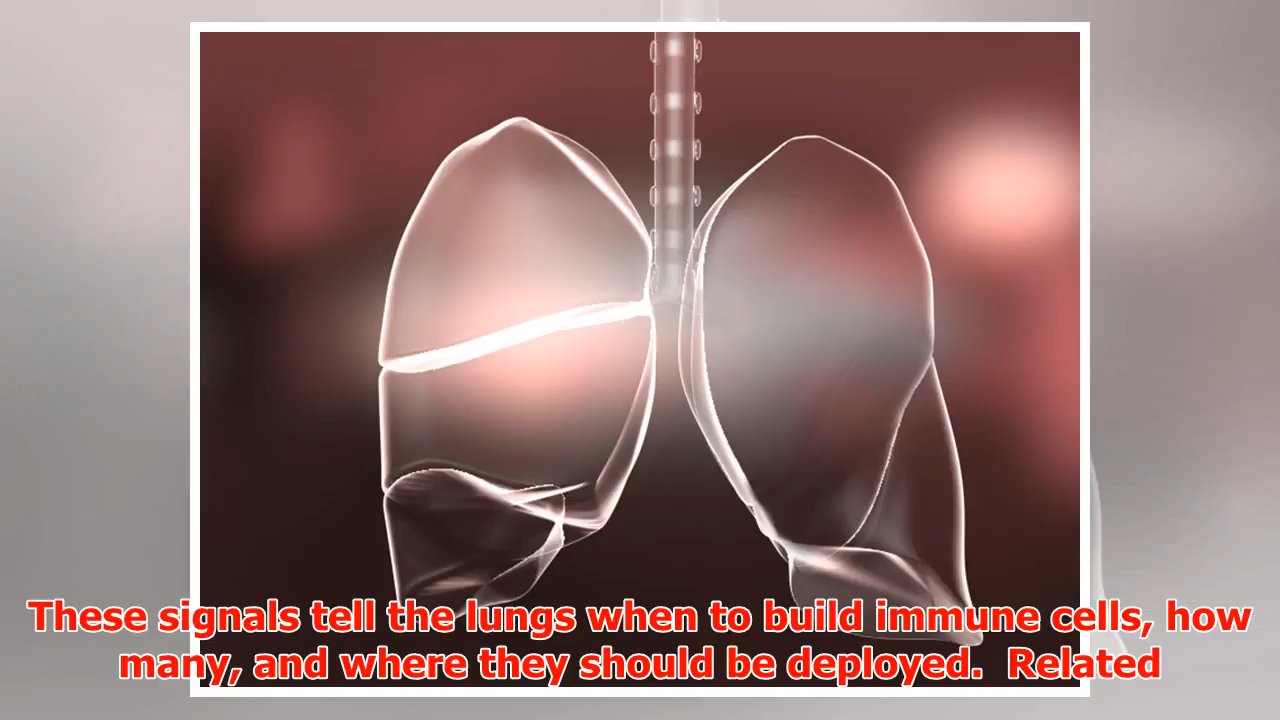 These signals tell the lungs when to build immune cells, how
many, and where they should be deployed.  Related